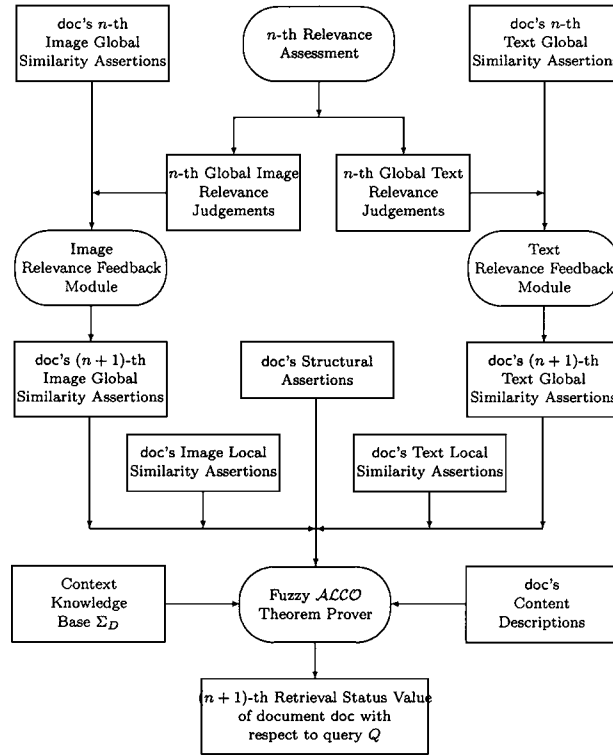 doc's n-th
Image Global
Similarity Assertions
n-th Relevance
Assessment
doc's n-th
Text Global
Similarity Assertions
n-th Global Image
Relevance
Judgements
n-th Global Text
Relevance
Judgements
Image
Relevance Feedback
Module
Text
Relevance Feedback
Module
doc's (n + 1)-th
Image Global
Similarity Assertions
doc's Structural
Assertions
doc's (n + 1)-th
Text Global
Similarity Assertions
doc's Image Local
Similarity Assertions
doc's Text Local
Similarity Assertions
Context
Knowledge
Base Σ_D
Fuzzy ALCO
Theorem Prover
doc's
Content
Descriptions
(n + 1)-th Retrieval Status Value
of document doc with
respect to query Q